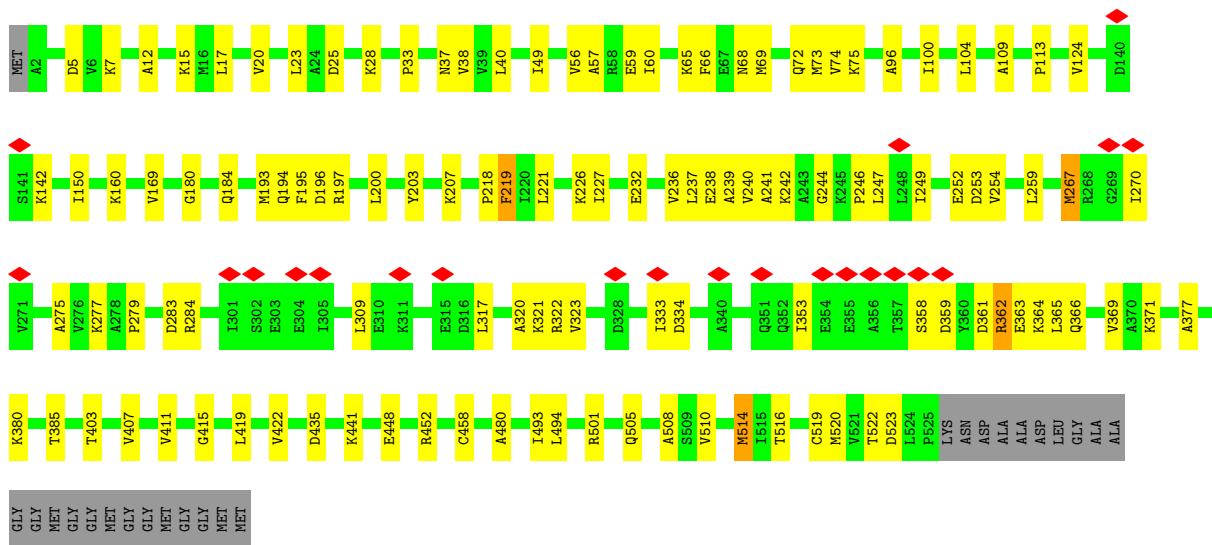 MET A2 D5 V6 K7 A12 K15 M16 L17 V20 L23 A24 D25 K28 P33 N37 V38 V39 L40 I49 V56 A57 R58 E59 I60 K65 F66 E67 N68 M69 Q72 M73 V74 K75 A96 I100 L104 A109 P113 V124 D140
S141 K142 I150 K160 V169 G180 Q184 M193 Q194 F195 D196 R197 L200 Y203 K207 P218 F219 I220 L221 K226 I227 E232 V236 L237 E238 A239 V240 A241 K242 A243 G244 K245 P246 L247 L248 I249 E252 D253 V254 L259 M267 R268 G269 I270
V271 A275 V276 K277 A278 P279 D283 R284 I301 S302 E303 E304 I305 L309 E310 K311 E315 D316 L317 A320 K321 R322 V323 D328 I333 D334 A340 Q351 Q352 I353 E354 E355 A356 T357 S358 D359 Y360 D361 R362 E363 K364 L365 Q366 V369 A370 K371 A377
K380 T385 T403 V407 V411 G415 L419 V422 D435 K441 E448 R452 C458 A480 I493 L494 R501 Q505 A508 S509 V510 M514 I515 T516 C519 M520 V521 T522 D523 L524 P525 LYS ASN ASP ALA ALA ASP LEU GLY ALA ALA
GLY GLY MET GLY GLY MET GLY GLY MET MET